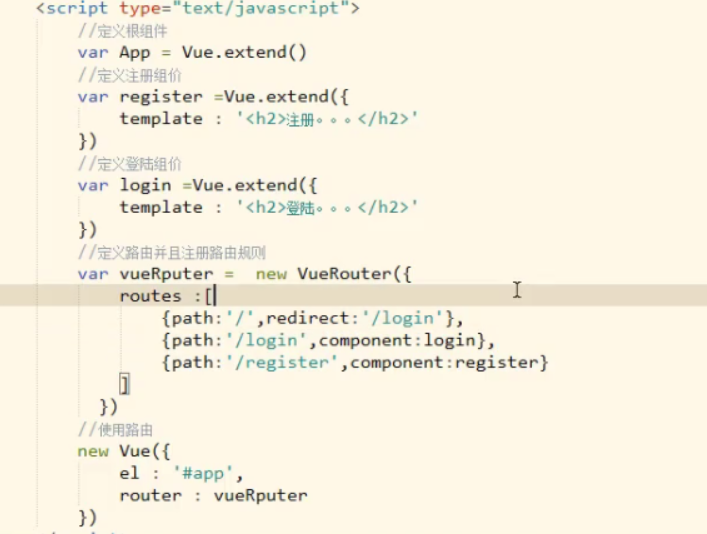 <script type="text/javascript">
//定义根组件
var App = Vue.extend()
//定义注册组价
var register =Vue.extend({
template : '<h2>注册。。。</h2>'
})
//定义登陆组价
var login =Vue.extend({
template : '<h2>登陆。。。</h2>'
})
//定义路由并且注册路由规则
var vueRputer =  new VueRouter({
routes :[
{path:'/',redirect:'/login'},
{path:'/login',component:login},
{path:'/register',component:register}
]
})
//使用路由
new Vue({
el : '#app',
router : vueRputer
})